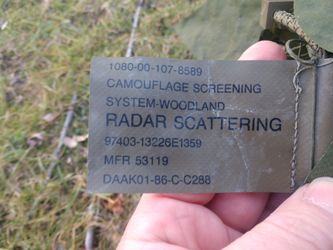 1080-00-107-8589
CAMOUFLAGE SCREENING
SYSTEM-WOODLAND
RADAR SCATTERING
97403-13226E1359
MFR 53119
DAAK01-86-C-C288